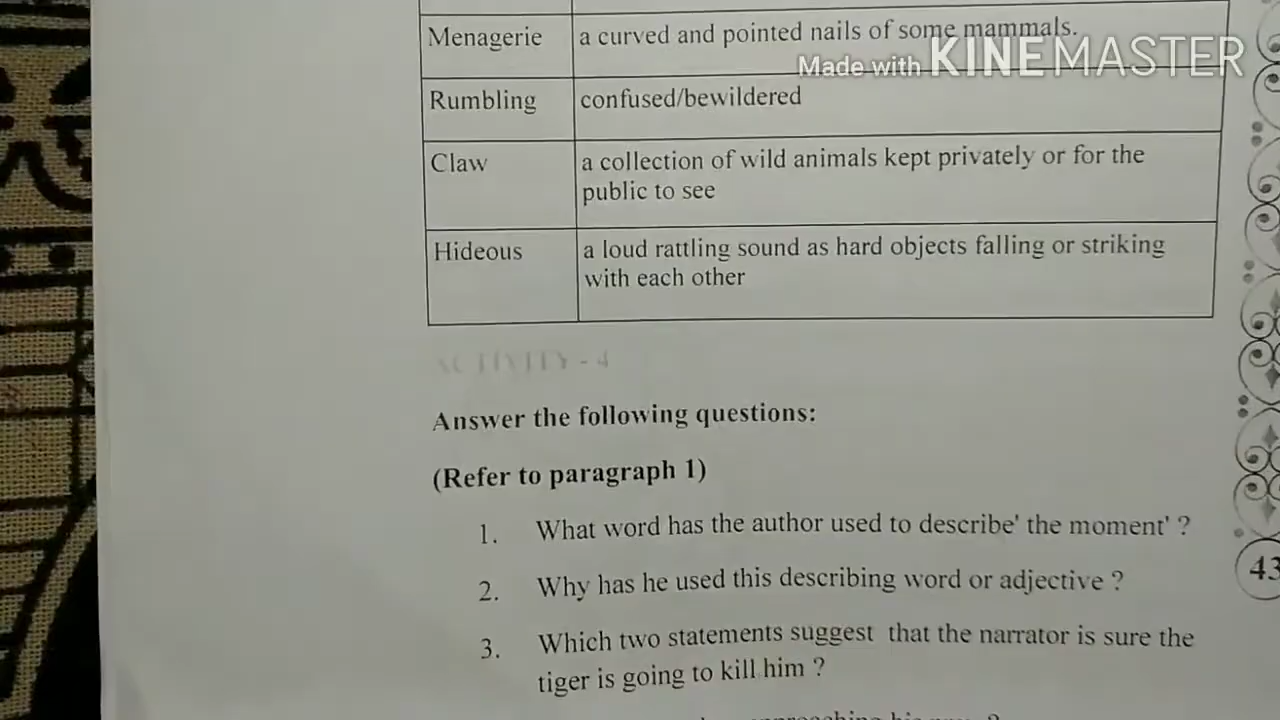 Menagerie a curved and pointed nails of some mammals.
Made with KINEMASTER
Rumbling confused/bewildered
Claw a collection of wild animals kept privately or for the
public to see
Hideous a loud rattling sound as hard objects falling or striking
with each other
ACTIVITY - 4
Answer the following questions:
(Refer to paragraph 1)
1. What word has the author used to describe' the moment' ?
2. Why has he used this describing word or adjective ?
43
3. Which two statements suggest that the narrator is sure the
tiger is going to kill him ?